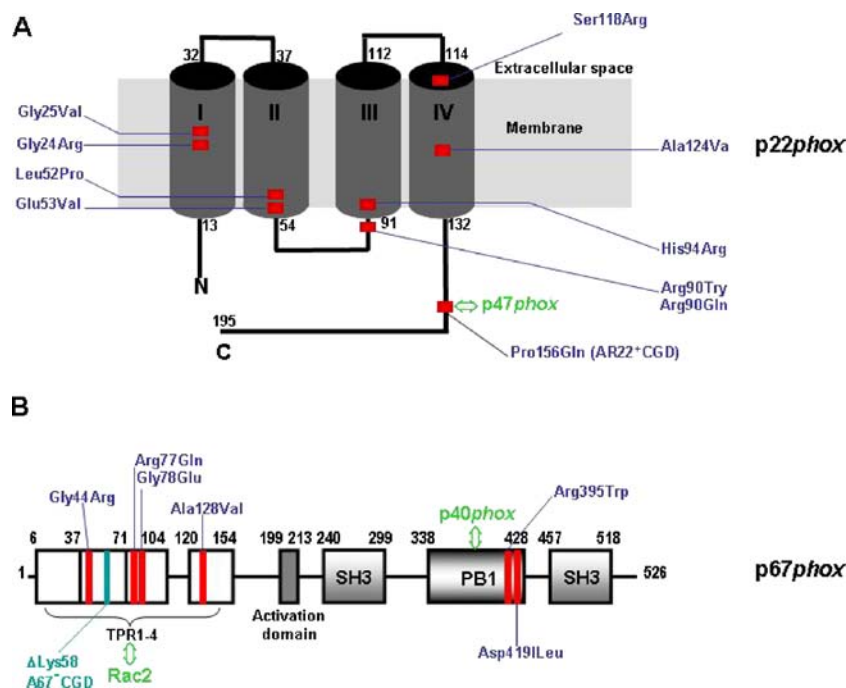 A
Ser118Arg
32
37
112
114
Extracellular space
Gly25Val
I
II
III
IV
Membrane
Gly24Arg
Ala124Va
p22phox
Leu52Pro
Glu53Val
13
54
91
132
His94Arg
N
Arg90Try
Arg90Gln
p47phox
195
C
Pro156Gln (AR22+CGD)
B
Arg77Gln
Gly78Glu
Arg395Trp
Gly44Arg
Ala128Val
p40phox
6
37
71
104
120
154
199
213
240
299
338
428
457
518
1
SH3
PB1
SH3
526
p67phox
Activation
domain
TPR1-4
Asp419ILeu
ΔLys58
A67-CGD
Rac2